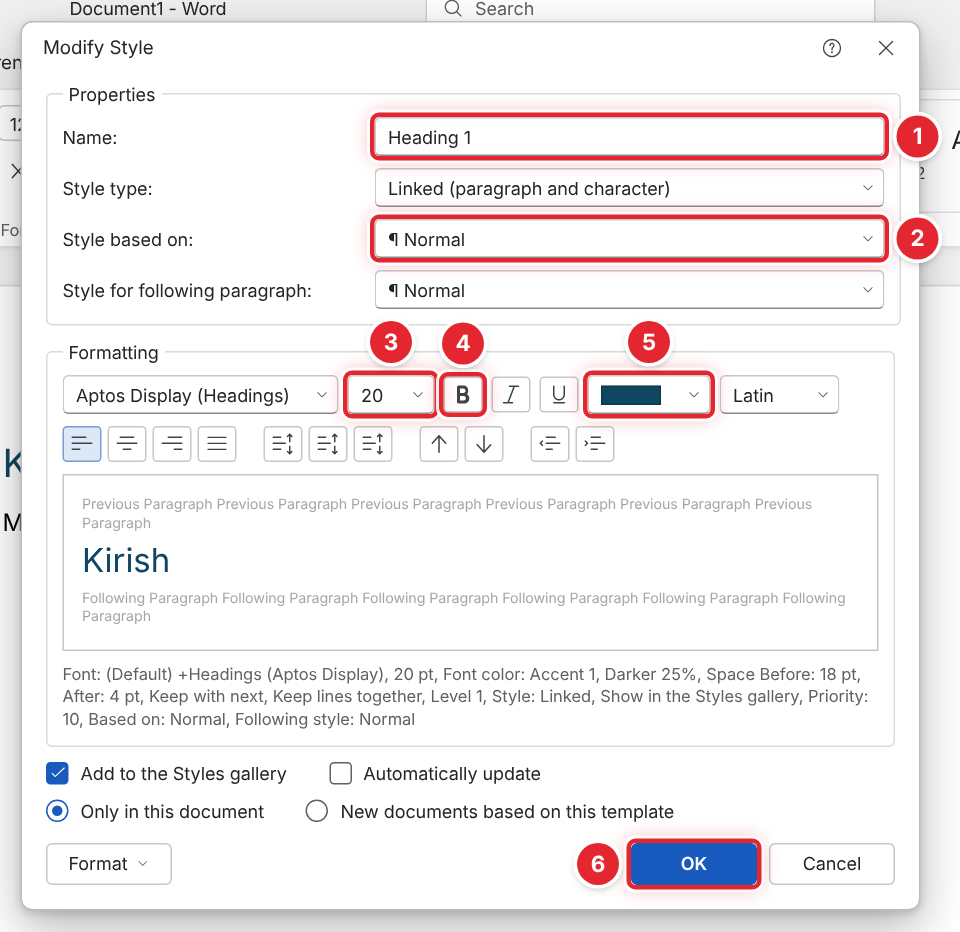 Document1 - Word
Search
Modify Style
Properties
Name:
Heading 1
1
Style type:
Linked (paragraph and character)
Style based on:
¶ Normal
2
Style for following paragraph:
¶ Normal
3
4
5
Formatting
Aptos Display (Headings)
20
B
I
U
Latin
Previous Paragraph Previous Paragraph Previous Paragraph Previous Paragraph Previous Paragraph Previous
Paragraph
Kirish
Following Paragraph Following Paragraph Following Paragraph Following Paragraph Following Paragraph Following
Paragraph
Font: (Default) +Headings (Aptos Display), 20 pt, Font color: Accent 1, Darker 25%, Space Before: 18 pt,
After: 4 pt, Keep with next, Keep lines together, Level 1, Style: Linked, Show in the Styles gallery, Priority:
10, Based on: Normal, Following style: Normal
Add to the Styles gallery
Automatically update
Only in this document
New documents based on this template
Format
6
OK
Cancel